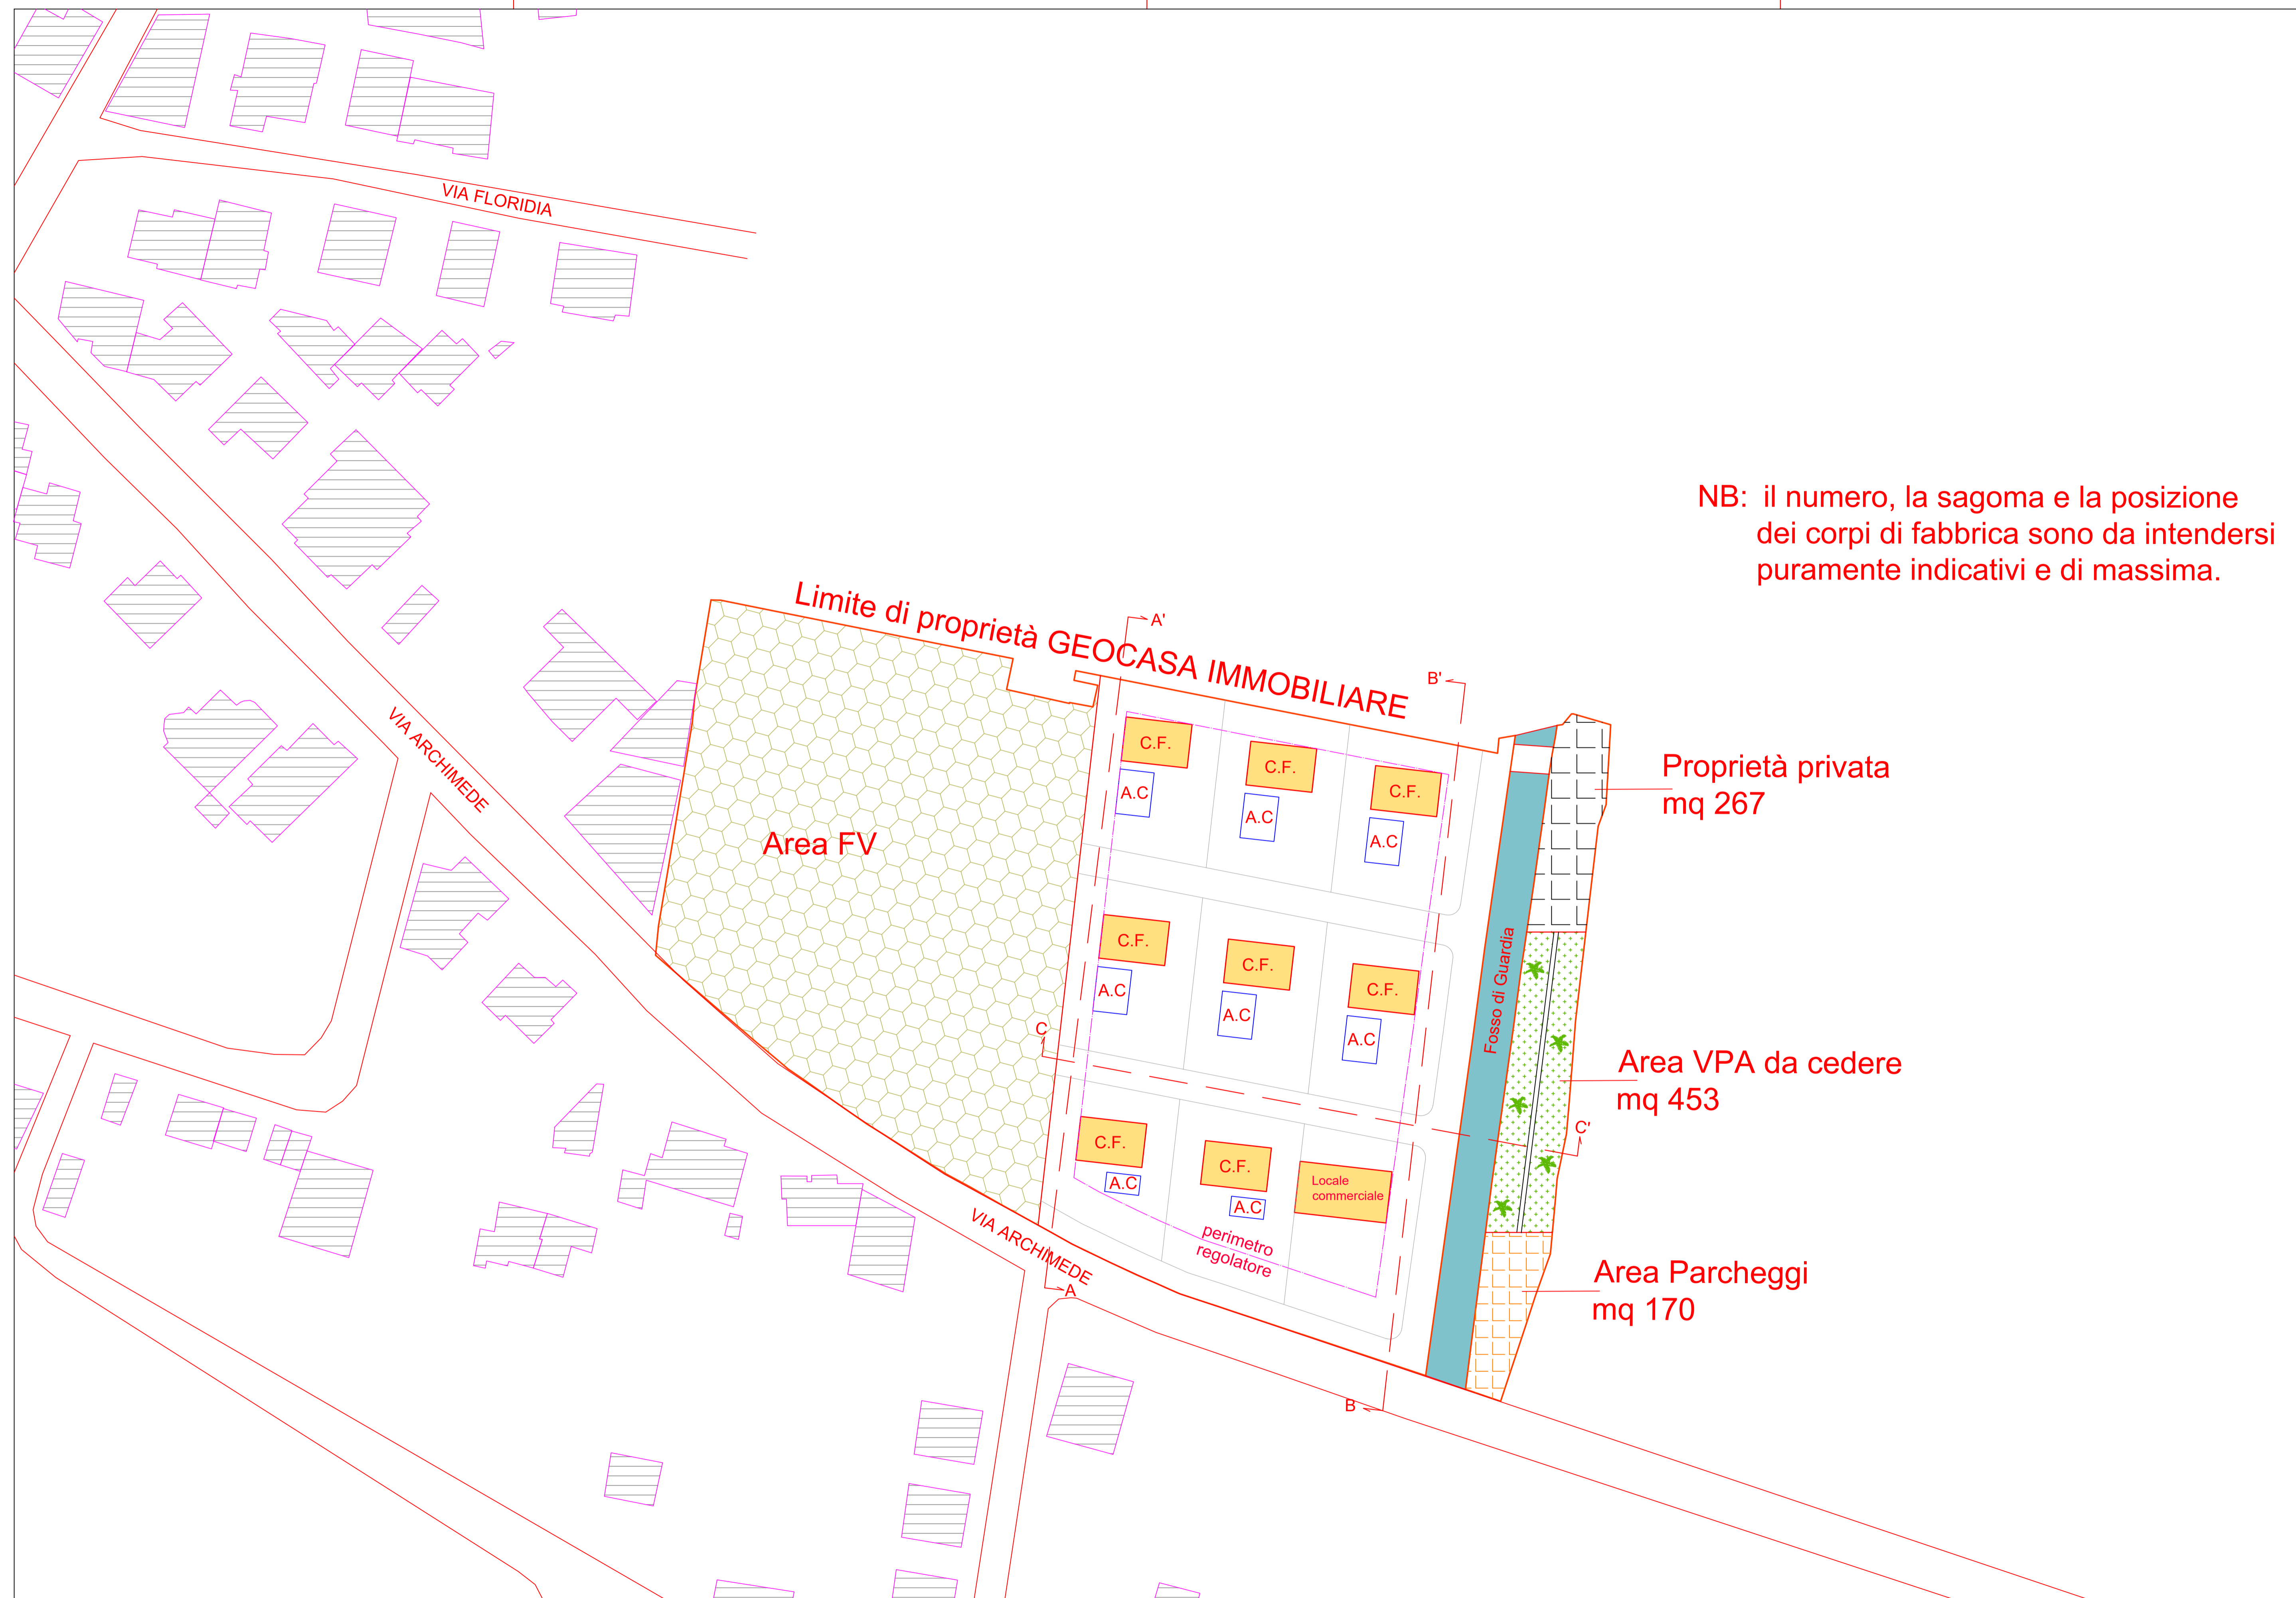 VIA FLORIDIA
NB: il numero, la sagoma e la posizione
dei corpi di fabbrica sono da intendersi
puramente indicativi e di massima.
Limite di proprietà GEOCASA IMMOBILIARE
A'
B'
VIA ARCHIMEDE
C.F.
C.F.
C.F.
A.C
A.C
A.C
Area FV
Proprietà privata
mq 267
C.F.
C.F.
C.F.
A.C
A.C
A.C
Fosso di Guardia
C
Area VPA da cedere
mq 453
C'
C.F.
C.F.
A.C
A.C
Locale
commerciale
perimetro
regolatore
VIA ARCHIMEDE
A
Area Parcheggi
mq 170
B